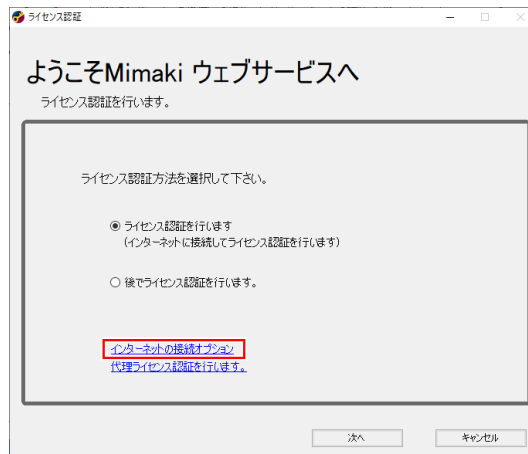 ライセンス認証
ようこそMimaki ウェブサービスへ
ライセンス認証を行います。
ライセンス認証方法を選択して下さい。
ライセンス認証を行います
(インターネットに接続してライセンス認証を行います)
後でライセンス認証を行います。
インターネットの接続オプション
代理ライセンス認証を行います。
次へ
キャンセル